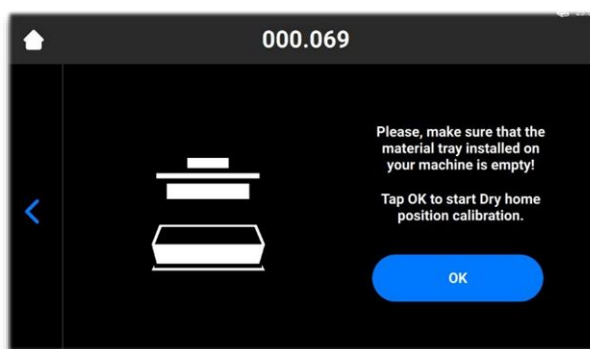 000.069
Please, make sure that the
material tray installed on
your machine is empty!
Tap OK to start Dry home
position calibration.
OK